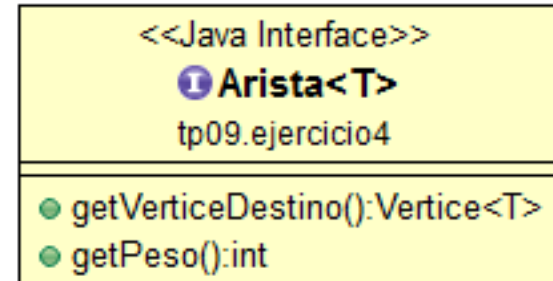 <<Java Interface>>
I Arista<T>
tp09.ejercicio4
getVerticeDestino():Vertice<T>
getPeso():int